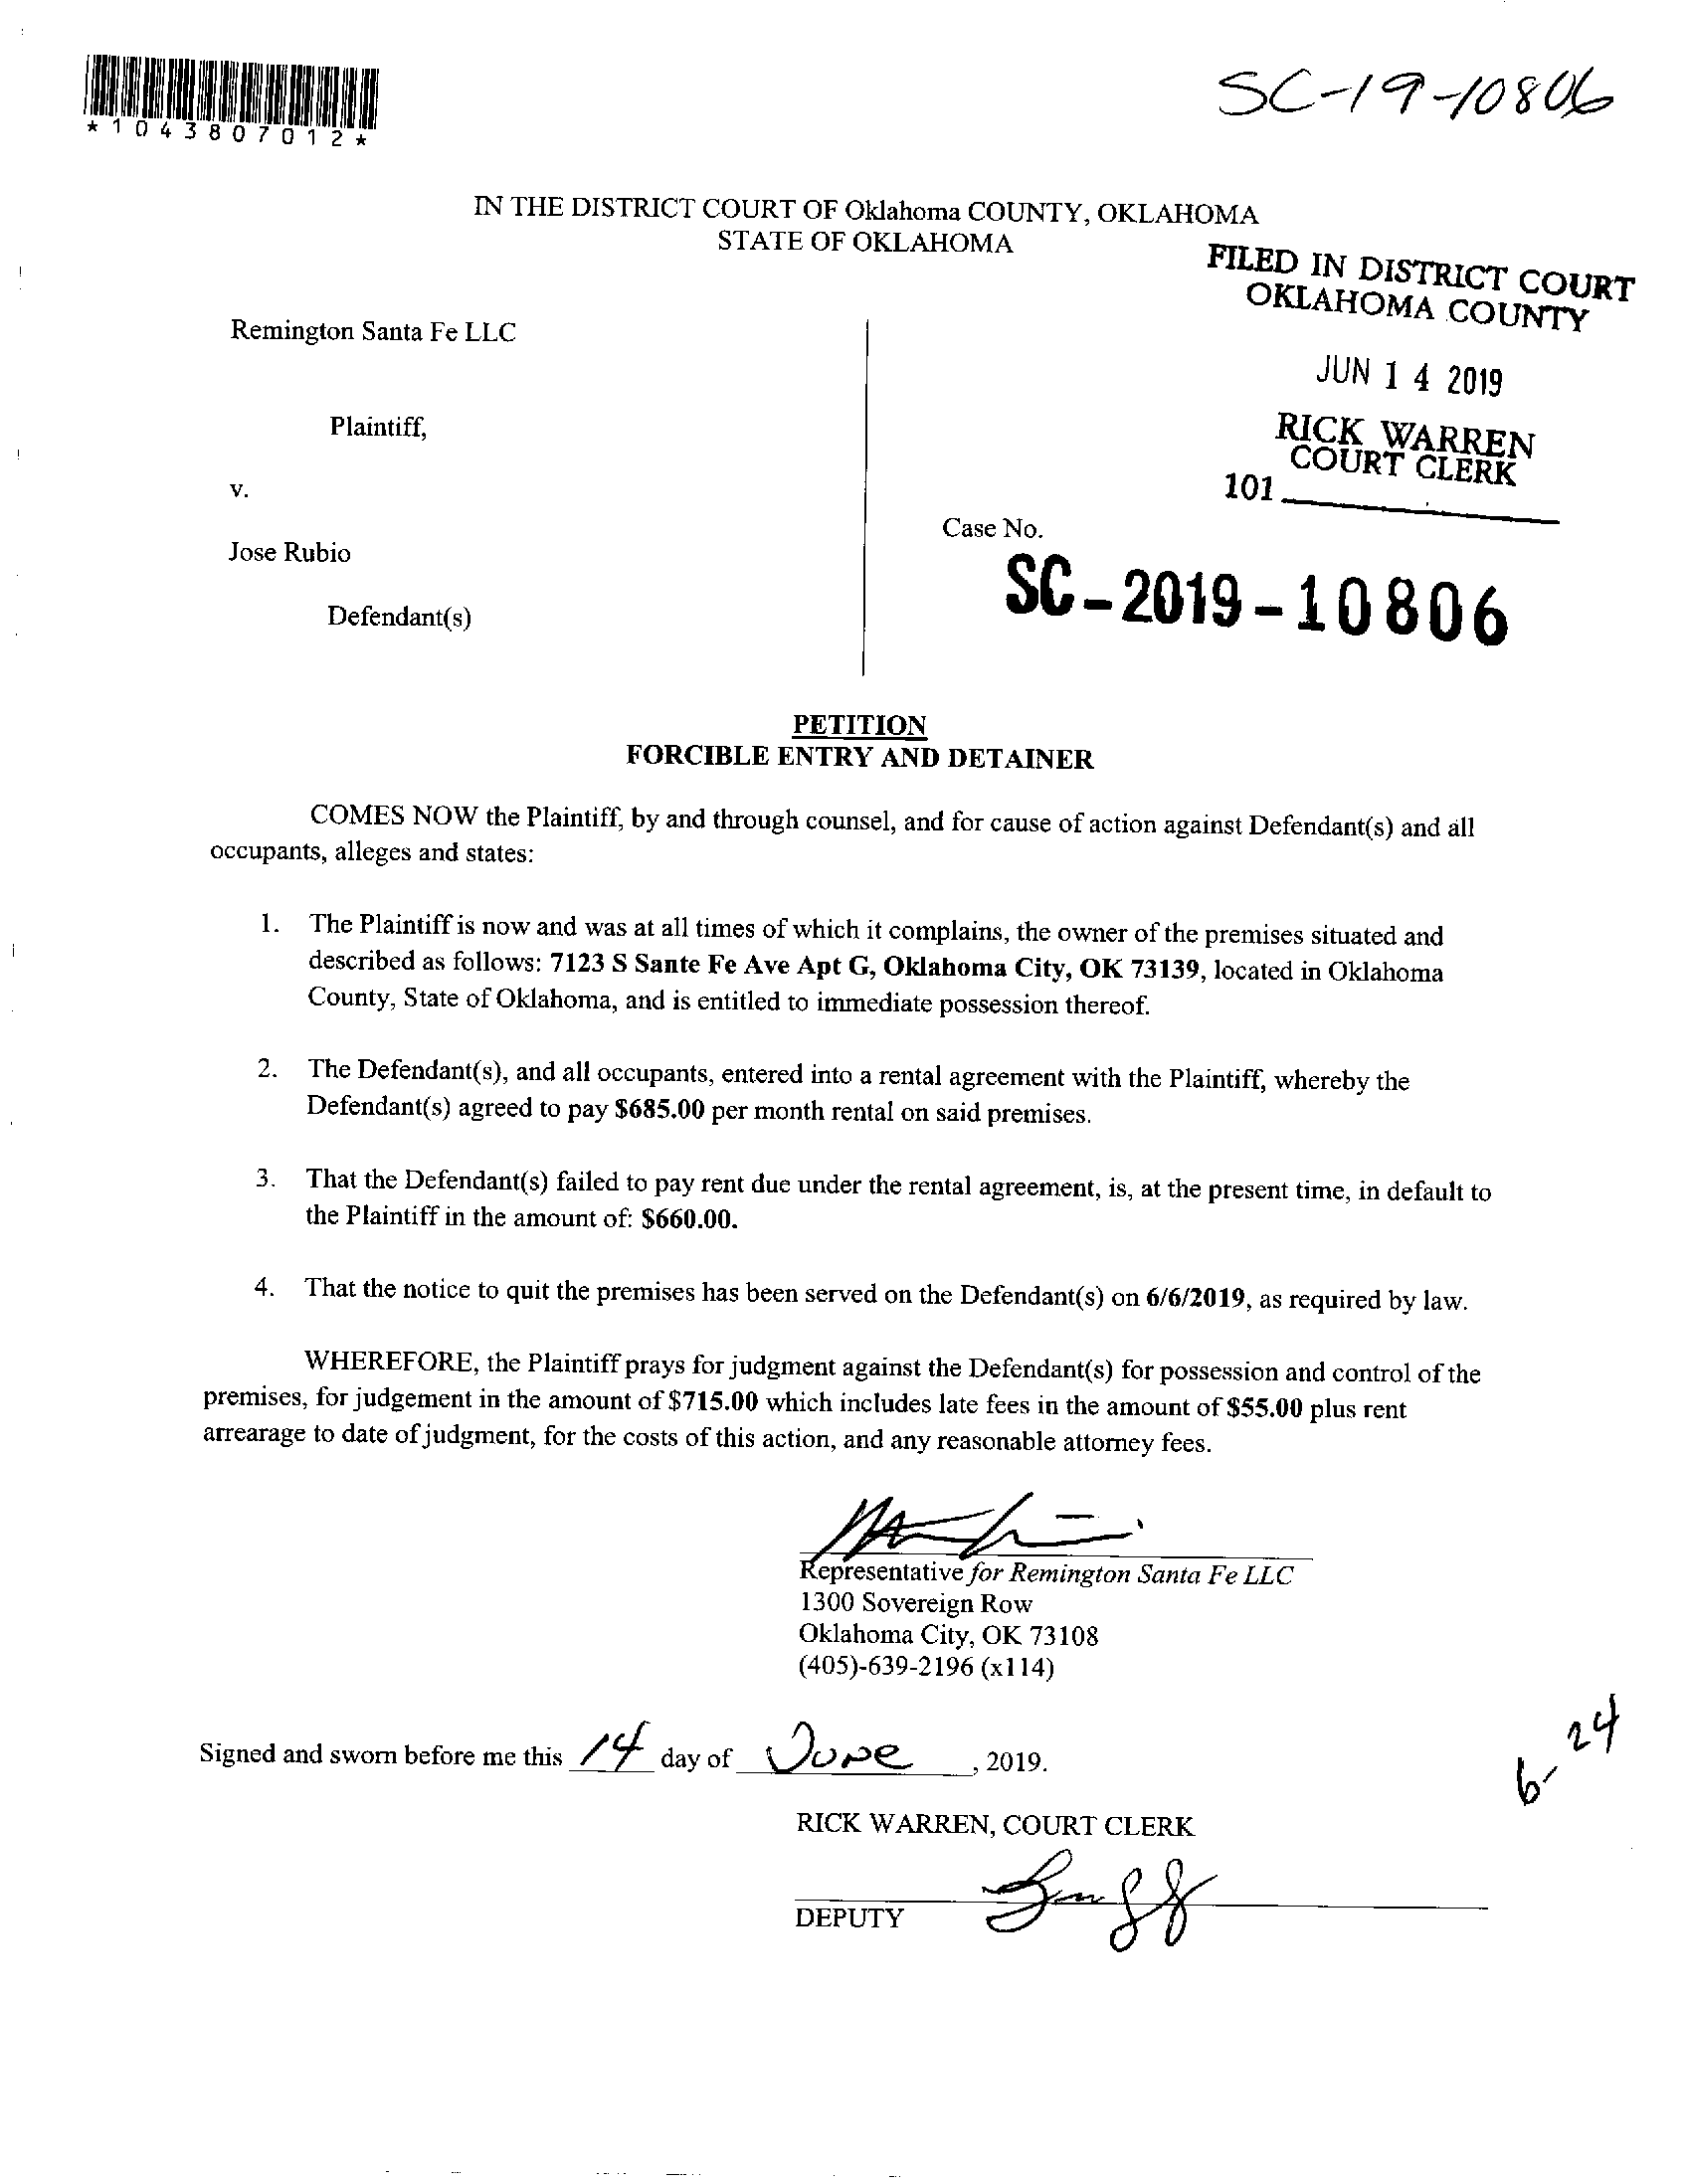 SC-19-10806
*1043807012*
IN THE DISTRICT COURT OF Oklahoma COUNTY, OKLAHOMA
STATE OF OKLAHOMA
FILED IN DISTRICT COURT
OKLAHOMA COUNTY
JUN 14 2019
RICK WARREN
COURT CLERK
101
Remington Santa Fe LLC
Plaintiff,
v.
Jose Rubio
Defendant(s)
Case No.
SC-2019-10806
PETITION
FORCIBLE ENTRY AND DETAINER
COMES NOW the Plaintiff, by and through counsel, and for cause of action against Defendant(s) and all
occupants, alleges and states:
1. The Plaintiff is now and was at all times of which it complains, the owner of the premises situated and
described as follows: 7123 S Sante Fe Ave Apt G, Oklahoma City, OK 73139, located in Oklahoma
County, State of Oklahoma, and is entitled to immediate possession thereof.
2. The Defendant(s), and all occupants, entered into a rental agreement with the Plaintiff, whereby the
Defendant(s) agreed to pay $685.00 per month rental on said premises.
3. That the Defendant(s) failed to pay rent due under the rental agreement, is, at the present time, in default to
the Plaintiff in the amount of: $660.00.
4. That the notice to quit the premises has been served on the Defendant(s) on 6/6/2019, as required by law.
WHEREFORE, the Plaintiff prays for judgment against the Defendant(s) for possession and control of the
premises, for judgement in the amount of $715.00 which includes late fees in the amount of $55.00 plus rent
arrearage to date of judgment, for the costs of this action, and any reasonable attorney fees.
Representative for Remington Santa Fe LLC
1300 Sovereign Row
Oklahoma City, OK 73108
(405)-639-2196 (x114)
Signed and sworn before me this 14 day of June, 2019.
6-24
RICK WARREN, COURT CLERK
DEPUTY